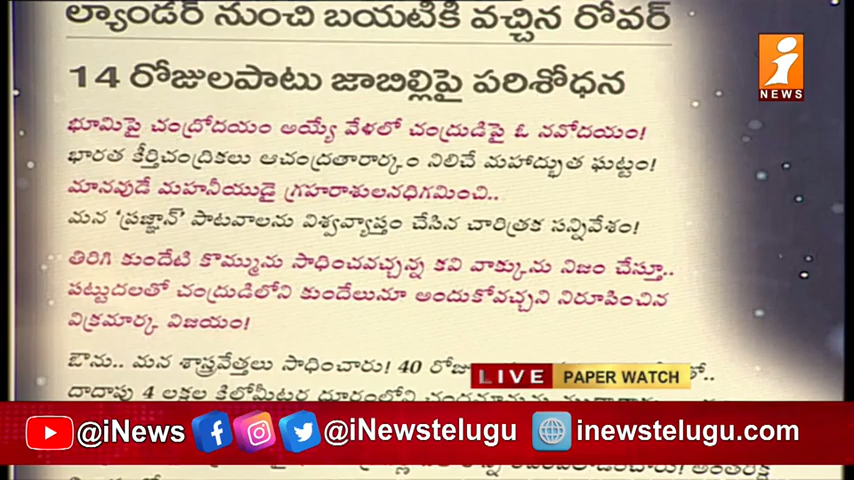 ల్యాండర్ నుంచి బయటికి వచ్చిన రోవర్
14 రోజులపాటు జాబిల్లిపై పరిశోధన
i
NEWS
భూమిపై చంద్రోదయం అయ్యే వేళలో చంద్రుడిపై ఓ నవోదయం!
భారత కీర్తిచంద్రికలు ఆచంద్రతారార్కం నిలిచే మహాద్భుత ఘట్టం!
మానవుడే మహనీయుడై గ్రహరాశులనధిగమించి..
మన ‘ప్రజ్ఞాన్’ పాటవాలను విశ్వవ్యాప్తం చేసిన చారిత్రక సన్నివేశం!
తిరిగి కుందేటి కొమ్మును సాధించవచ్చన్న కవి వాక్కును నిజం చేస్తూ..
పట్టుదలతో చంద్రుడిలోని కుందేలునూ అందుకోవచ్చని నిరూపించిన
విక్రమార్క విజయం!
ఔను.. మన శాస్త్రవేత్తలు సాధించారు! 40
LIVE PAPER WATCH
దాదాపు 4 లక్షల కిలోమీటర్ల దూరంలోని
@iNews @iNewstelugu inewstelugu.com